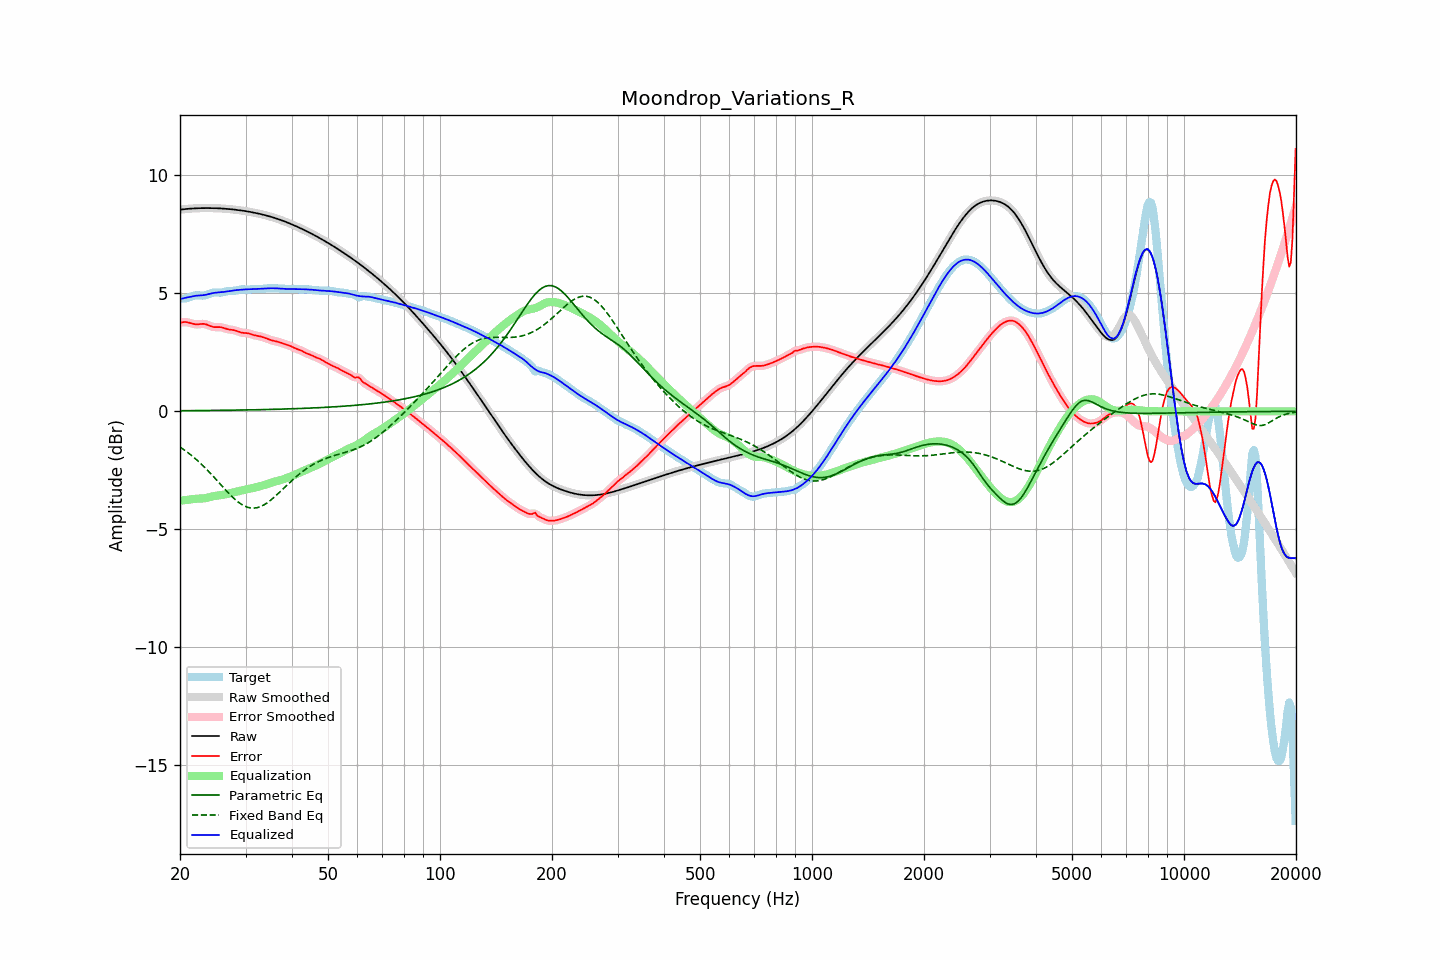 Moondrop_Variations_R
10
5
0
−5
−10
−15
Amplitude (dBr)
Target
Raw Smoothed
Error Smoothed
Raw
Error
Equalization
Parametric Eq
Fixed Band Eq
Equalized
20
50
100
200
500
1000
2000
5000
10000
20000
Frequency (Hz)